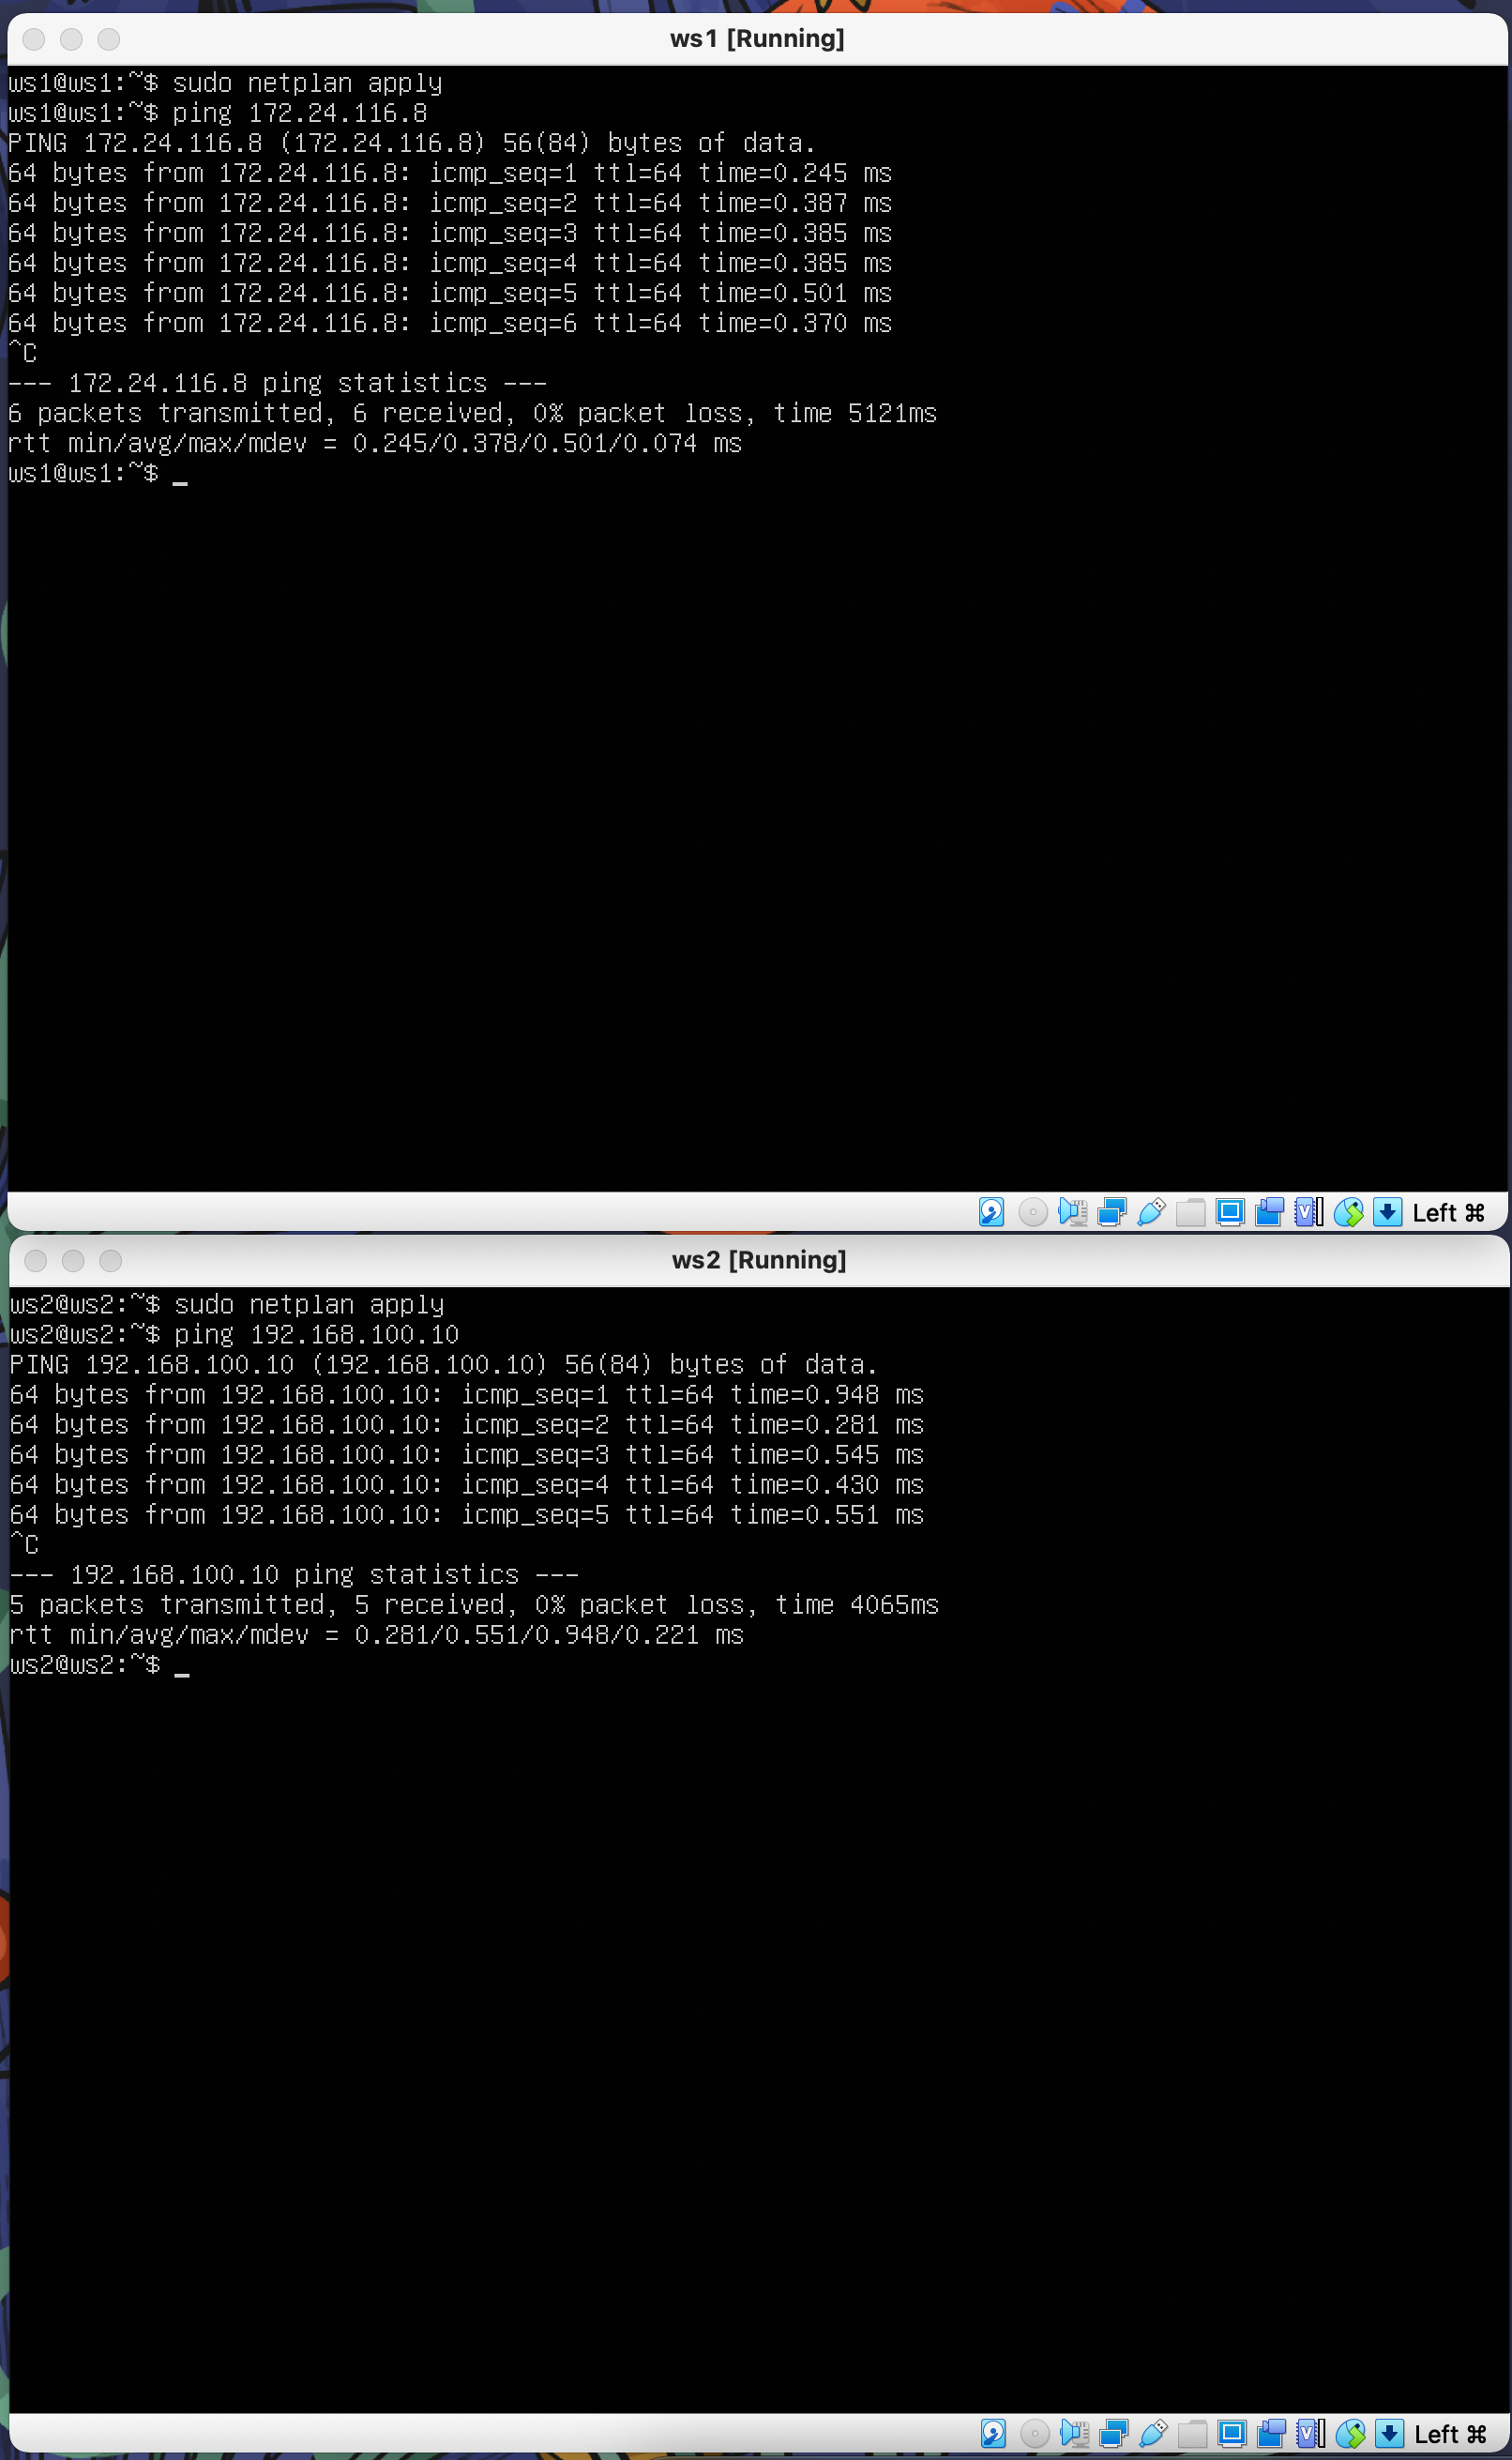 ws1 [Running]
ws1@ws1:~$ sudo netplan apply
ws1@ws1:~$ ping 172.24.116.8
PING 172.24.116.8 (172.24.116.8) 56(84) bytes of data.
64 bytes from 172.24.116.8: icmp_seq=1 ttl=64 time=0.245 ms
64 bytes from 172.24.116.8: icmp_seq=2 ttl=64 time=0.387 ms
64 bytes from 172.24.116.8: icmp_seq=3 ttl=64 time=0.385 ms
64 bytes from 172.24.116.8: icmp_seq=4 ttl=64 time=0.385 ms
64 bytes from 172.24.116.8: icmp_seq=5 ttl=64 time=0.501 ms
64 bytes from 172.24.116.8: icmp_seq=6 ttl=64 time=0.370 ms
^C
--- 172.24.116.8 ping statistics ---
6 packets transmitted, 6 received, 0% packet loss, time 5121ms
rtt min/avg/max/mdev = 0.245/0.378/0.501/0.074 ms
ws1@ws1:~$ _
Left ⌘
ws2 [Running]
ws2@ws2:~$ sudo netplan apply
ws2@ws2:~$ ping 192.168.100.10
PING 192.168.100.10 (192.168.100.10) 56(84) bytes of data.
64 bytes from 192.168.100.10: icmp_seq=1 ttl=64 time=0.948 ms
64 bytes from 192.168.100.10: icmp_seq=2 ttl=64 time=0.281 ms
64 bytes from 192.168.100.10: icmp_seq=3 ttl=64 time=0.545 ms
64 bytes from 192.168.100.10: icmp_seq=4 ttl=64 time=0.430 ms
64 bytes from 192.168.100.10: icmp_seq=5 ttl=64 time=0.551 ms
^C
--- 192.168.100.10 ping statistics ---
5 packets transmitted, 5 received, 0% packet loss, time 4065ms
rtt min/avg/max/mdev = 0.281/0.551/0.948/0.221 ms
ws2@ws2:~$ _
Left ⌘